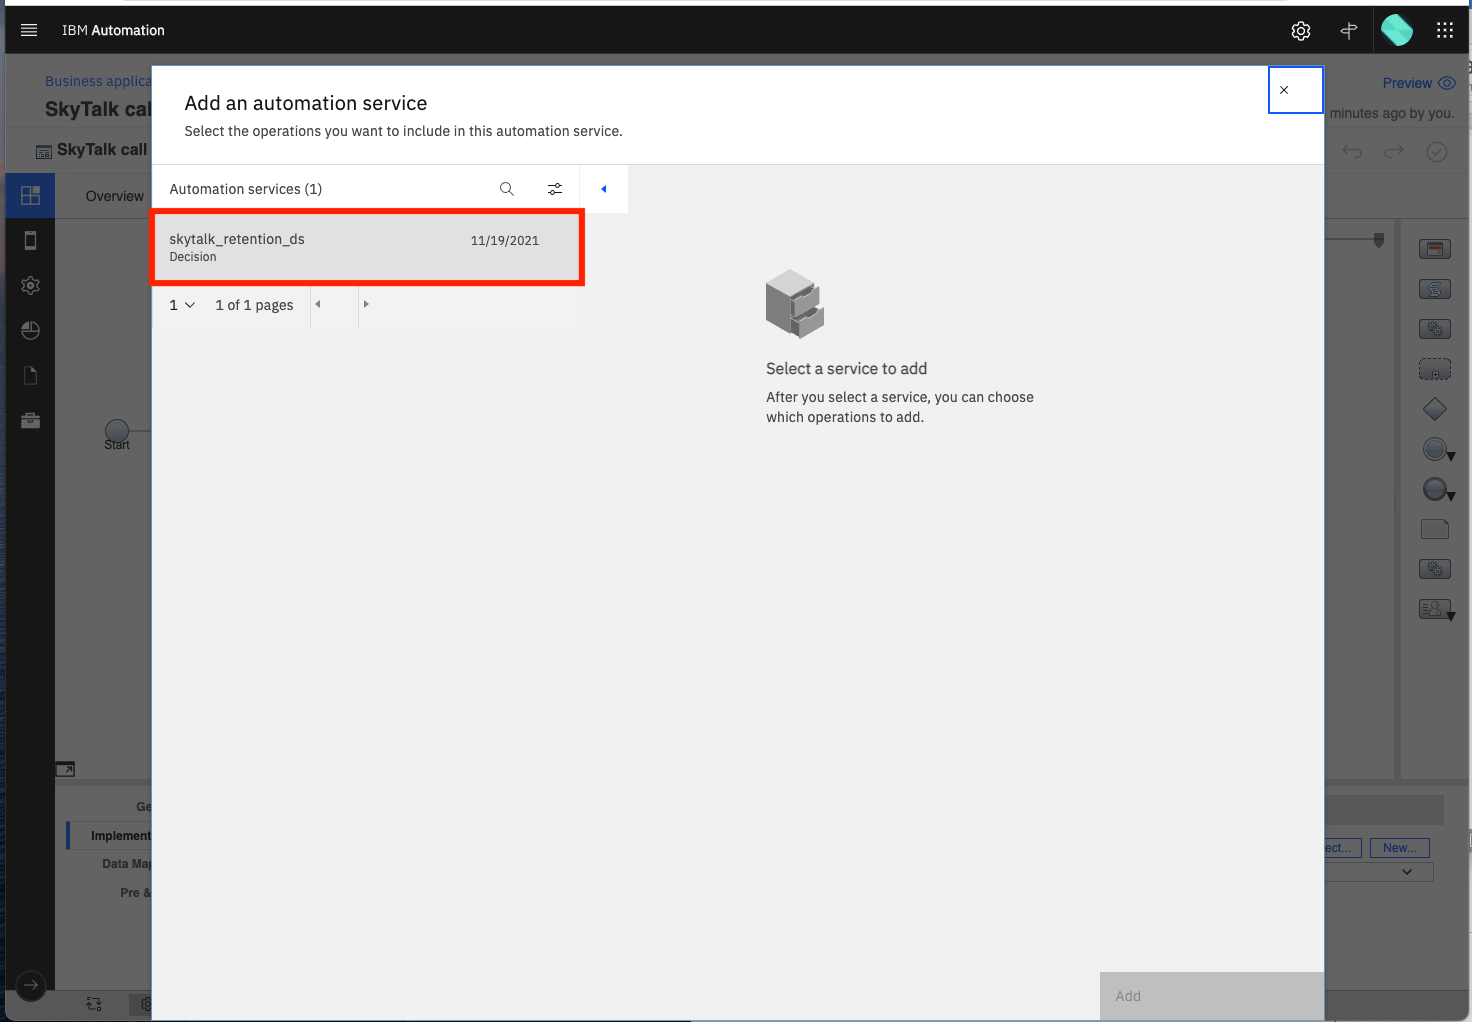 IBM Automation
Business applica
SkyTalk cal
Preview
minutes ago by you.
SkyTalk call
Overview
Add an automation service
Select the operations you want to include in this automation service.
Automation services (1)
skytalk_retention_ds
11/19/2021
Decision
1
1 of 1 pages
Select a service to add
After you select a service, you can choose
which operations to add.
Start
Ge
Implement
Data Map
Pre &
ect...
New...
Add